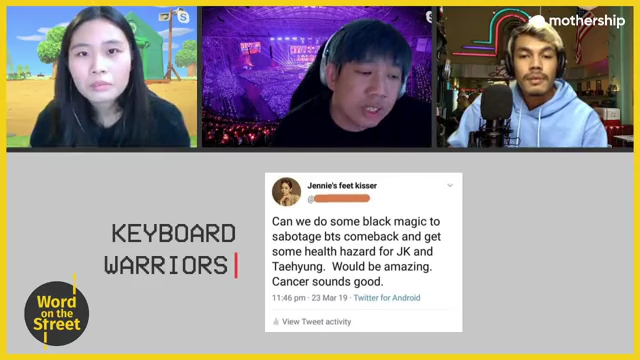 mothership
KEYBOARD
WARRIORS
Jennie's feet kisser
@
Can we do some black magic to
sabotage bts comeback and get
some health hazard for JK and
Taehyung. Would be amazing.
Cancer sounds good.
11:46 pm · 23 Mar 19 · Twitter for Android
View Tweet activity
Word
on the
Street